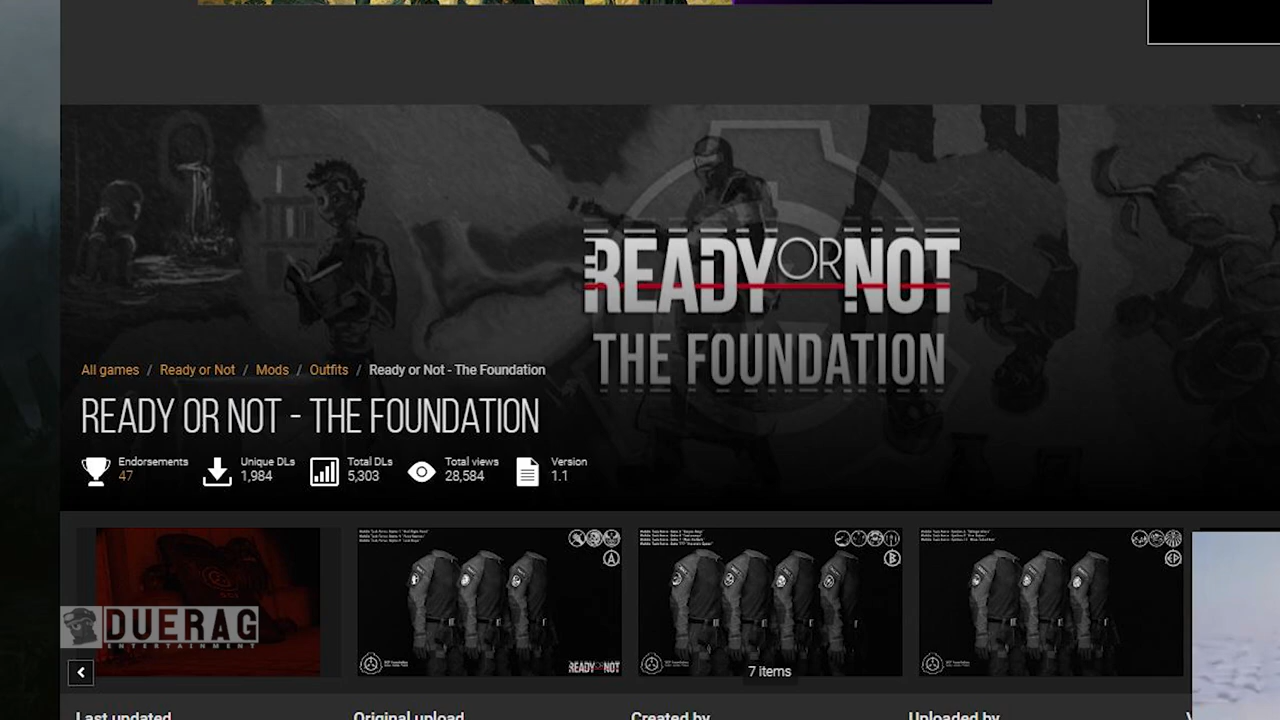 READY OR NOT
THE FOUNDATION
All games / Ready or Not / Mods / Outfits / Ready or Not - The Foundation
READY OR NOT - THE FOUNDATION
Endorsements
47
Unique DLs
1,984
Total DLs
5,303
Total views
28,584
Version
1.1
DUERAG
ENTERTAINMENT
READY OR NOT
7 items
Last updated
Original upload
Created by
Uploaded by